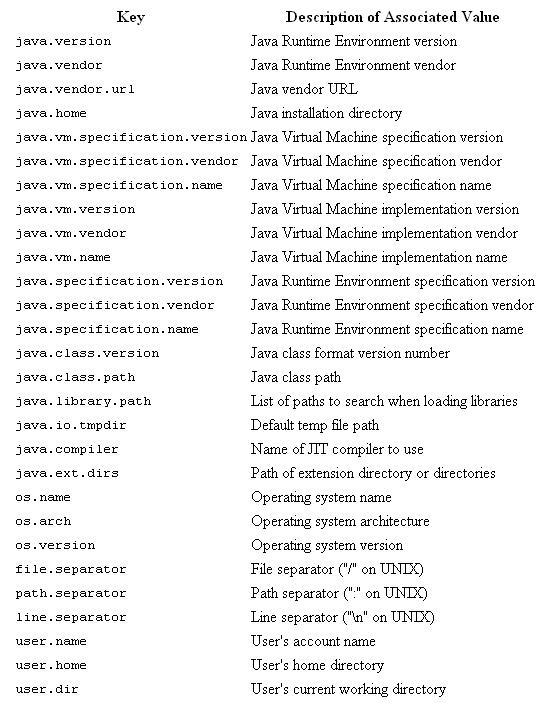 Key Description of Associated Value
java.version Java Runtime Environment version
java.vendor Java Runtime Environment vendor
java.vendor.url Java vendor URL
java.home Java installation directory
java.vm.specification.version Java Virtual Machine specification version
java.vm.specification.vendor Java Virtual Machine specification vendor
java.vm.specification.name Java Virtual Machine specification name
java.vm.version Java Virtual Machine implementation version
java.vm.vendor Java Virtual Machine implementation vendor
java.vm.name Java Virtual Machine implementation name
java.specification.version Java Runtime Environment specification version
java.specification.vendor Java Runtime Environment specification vendor
java.specification.name Java Runtime Environment specification name
java.class.version Java class format version number
java.class.path Java class path
java.library.path List of paths to search when loading libraries
java.io.tmpdir Default temp file path
java.compiler Name of JIT compiler to use
java.ext.dirs Path of extension directory or directories
os.name Operating system name
os.arch Operating system architecture
os.version Operating system version
file.separator File separator ("/" on UNIX)
path.separator Path separator (":" on UNIX)
line.separator Line separator ("\n" on UNIX)
user.name User's account name
user.home User's home directory
user.dir User's current working directory